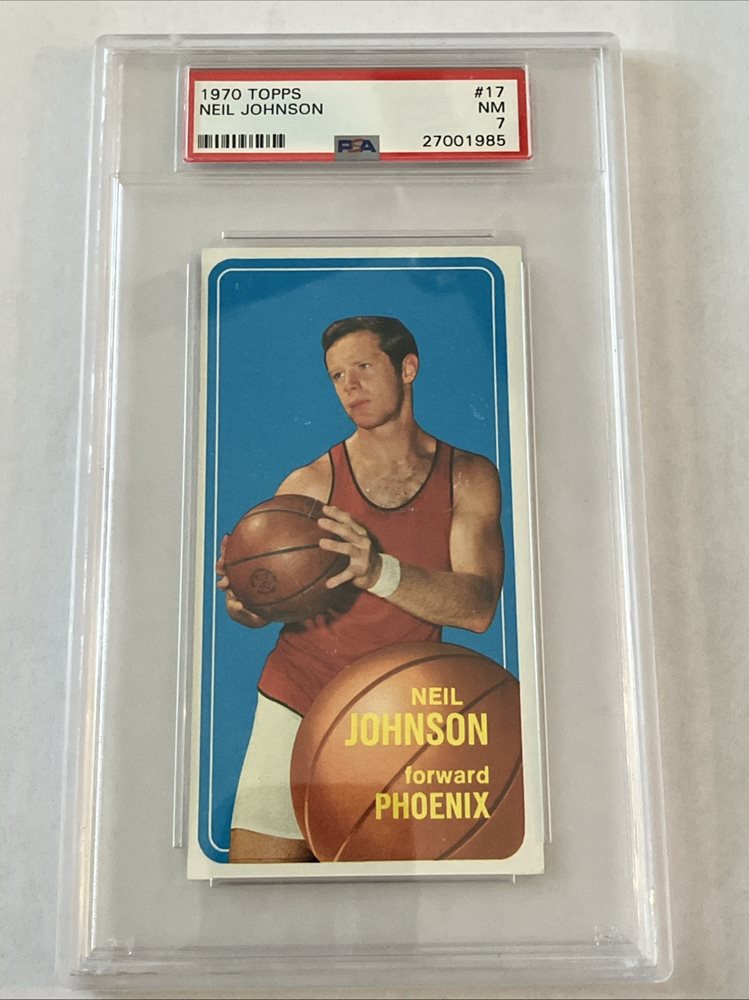 1970 TOPPS #17
NEIL JOHNSON NM
7
PSA 27001985
NEIL
JOHNSON
forward
PHOENIX